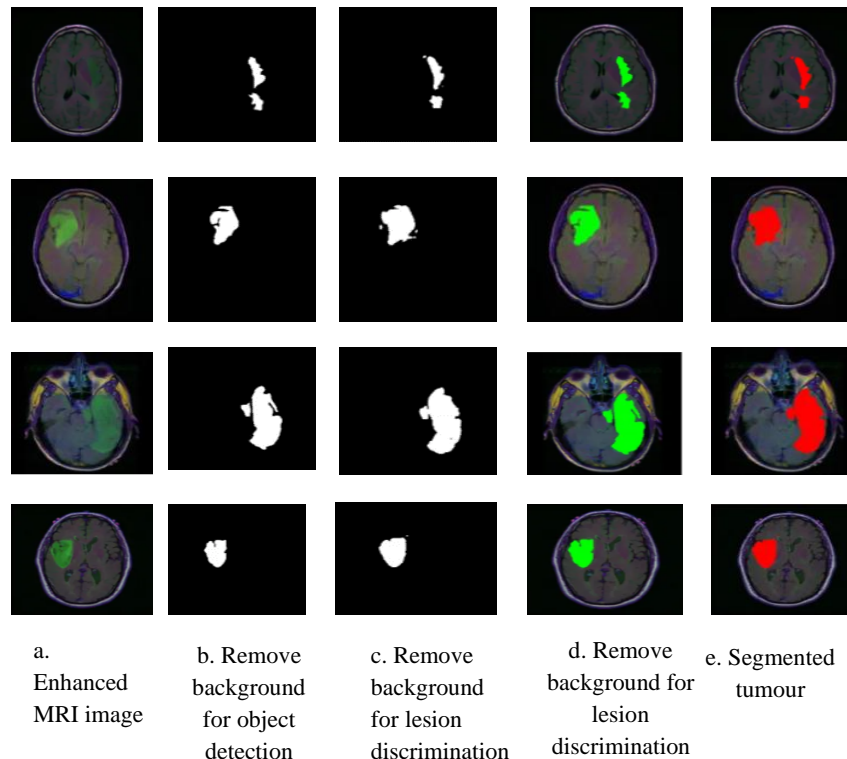 a.
Enhanced
MRI image
b. Remove
background
for object
detection
c. Remove
background
for lesion
discrimination
d. Remove
background for
lesion
discrimination
e. Segmented
tumour